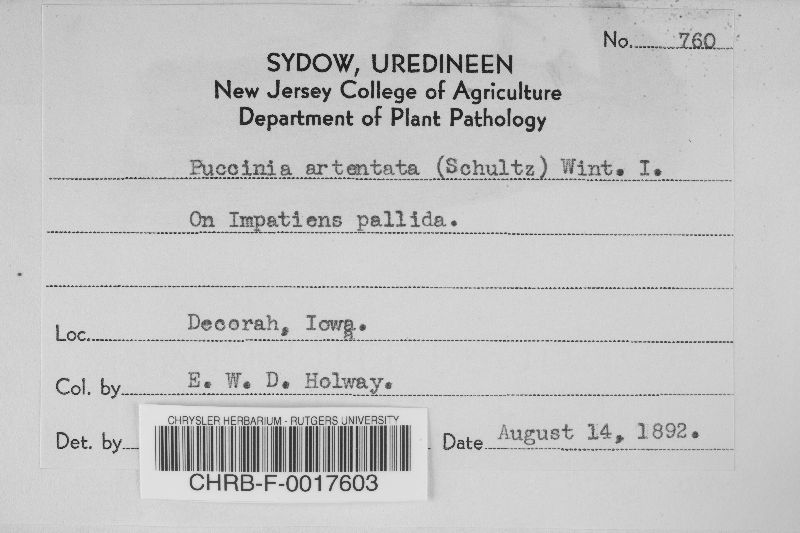 No. 760
SYDOW, UREDINEEN
New Jersey College of Agriculture
Department of Plant Pathology
Puccinia artentata (Schultz) Wint. I.
On Impatiens pallida.
Loc. Decorah, Iowa.
Col. by E. W. D. Holway.
Det. by Date August 14, 1892.
CHRYSLER HERBARIUM - RUTGERS UNIVERSITY
CHRB-F-0017603